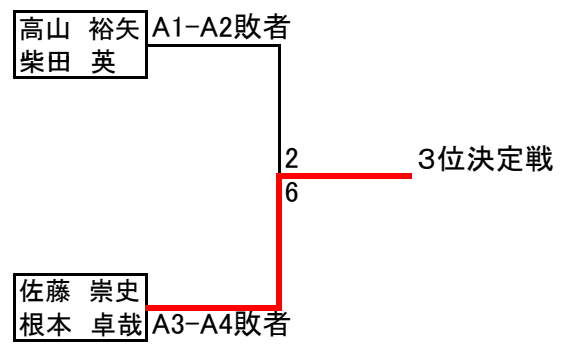 高山　裕矢 A1-A2敗者
柴田　英
2
３位決定戦
6
佐藤　崇史
根本　卓哉 A3-A4敗者